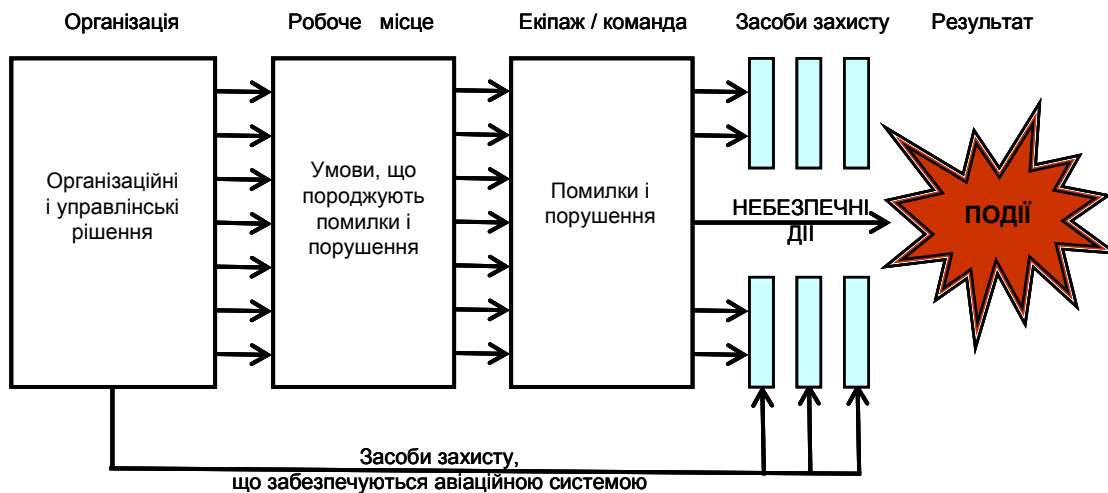 Організація
Робоче місце
Екіпаж / команда
Засоби захисту
Результат
Організаційні
і управлінські
рішення
Умови, що
породжують
помилки і
порушення
Помилки і
порушення
НЕБЕЗПЕЧНІ
ДІЇ
ПОДІЇ
Засоби захисту,
що забезпечуються авіаційною системою